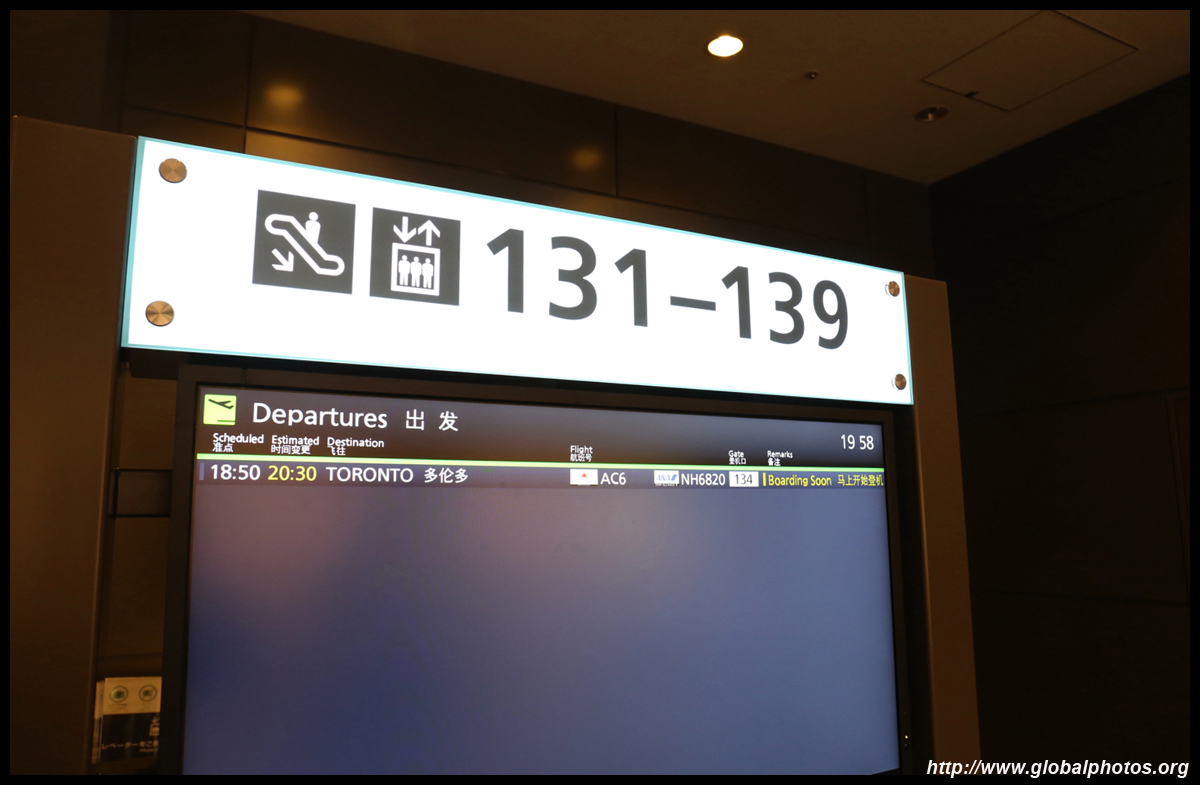 131–139
Departures 出发
19 58
Scheduled Estimated Destination Flight Gate Remarks
准点 时间变更 飞往 航班号 登机口 备注
18:50 20:30 TORONTO 多伦多 AC6 ANA NH6820 134 Boarding Soon 马上开始登机
http://www.globalphotos.org